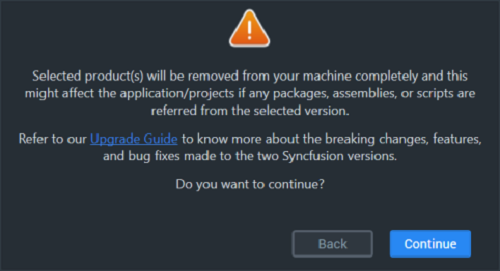 Selected product(s) will be removed from your machine completely and this
might affect the application/projects if any packages, assemblies, or scripts are
referred from the selected version.
Refer to our Upgrade Guide to know more about the breaking changes, features,
and bug fixes made to the two Syncfusion versions.
Do you want to continue?
Back
Continue